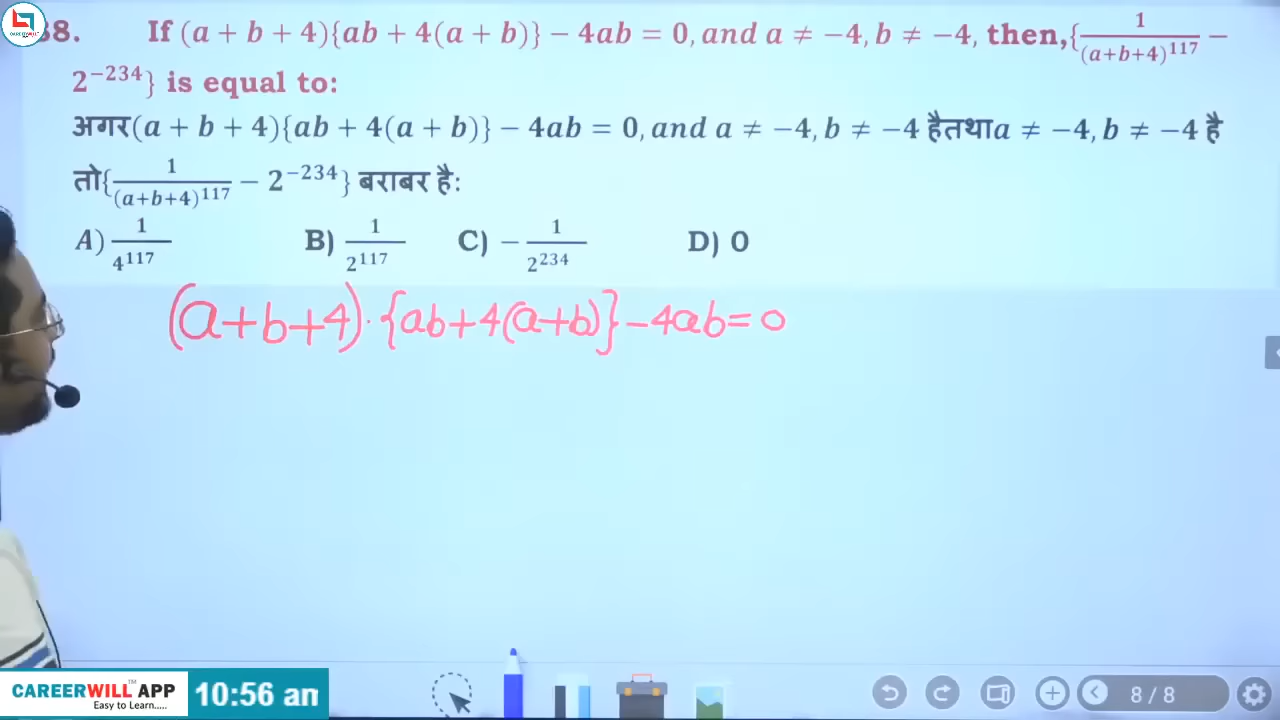 38. If (a + b + 4){ab + 4(a + b)} − 4ab = 0, and a ≠ −4, b ≠ −4, then,{1/(a+b+4)^117 −
2^−234} is equal to:
अगर(a + b + 4){ab + 4(a + b)} − 4ab = 0, and a ≠ −4, b ≠ −4 हैतथाa ≠ −4, b ≠ −4 है
तो{1/(a+b+4)^117 − 2^−234} बराबर है:
A) 1/4^117 B) 1/2^117 C) − 1/2^234 D) 0
(a+b+4)·{ab+4(a+b)}−4ab=0
CAREERWILL™ APP
Easy to Learn.....
10:56 am
8 / 8